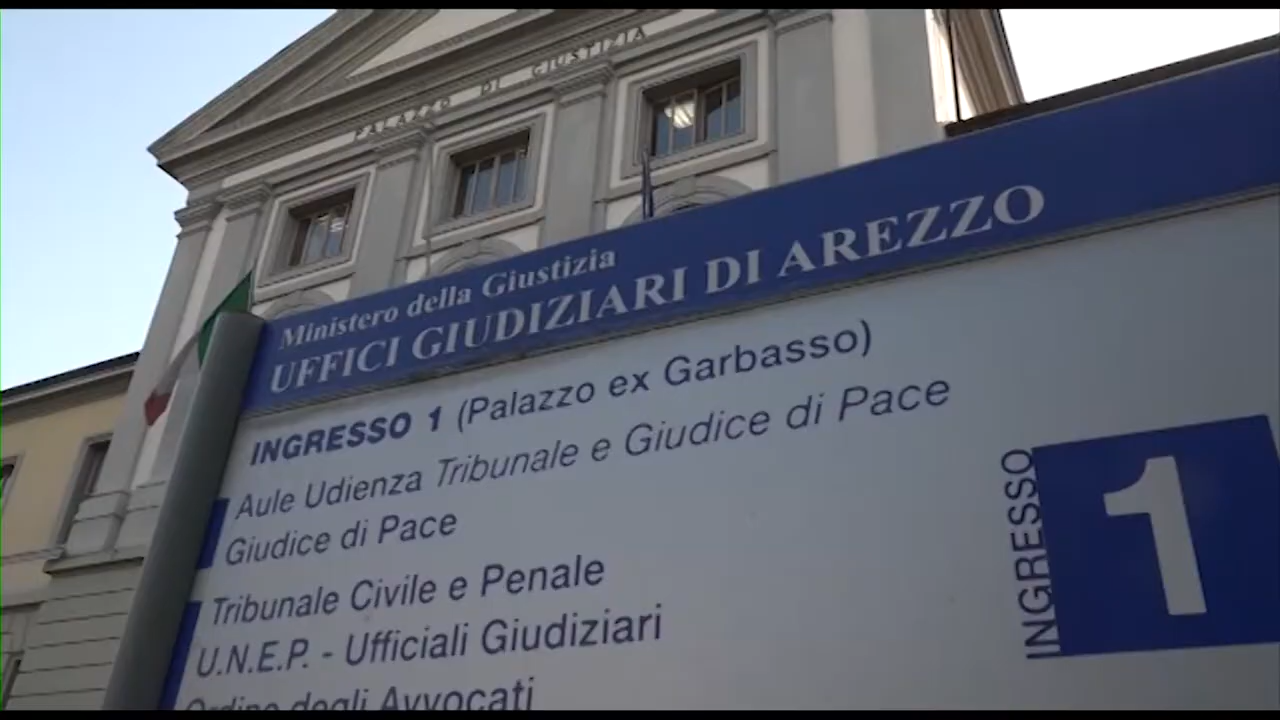 PALAZZO DI GIUSTIZIA
Ministero della Giustizia
UFFICI GIUDIZIARI DI AREZZO
INGRESSO 1 (Palazzo ex Garbasso)
Aule Udienza Tribunale e Giudice di Pace
Giudice di Pace
Tribunale Civile e Penale
U.N.E.P. - Ufficiali Giudiziari
Ordine degli Avvocati
INGRESSO
1